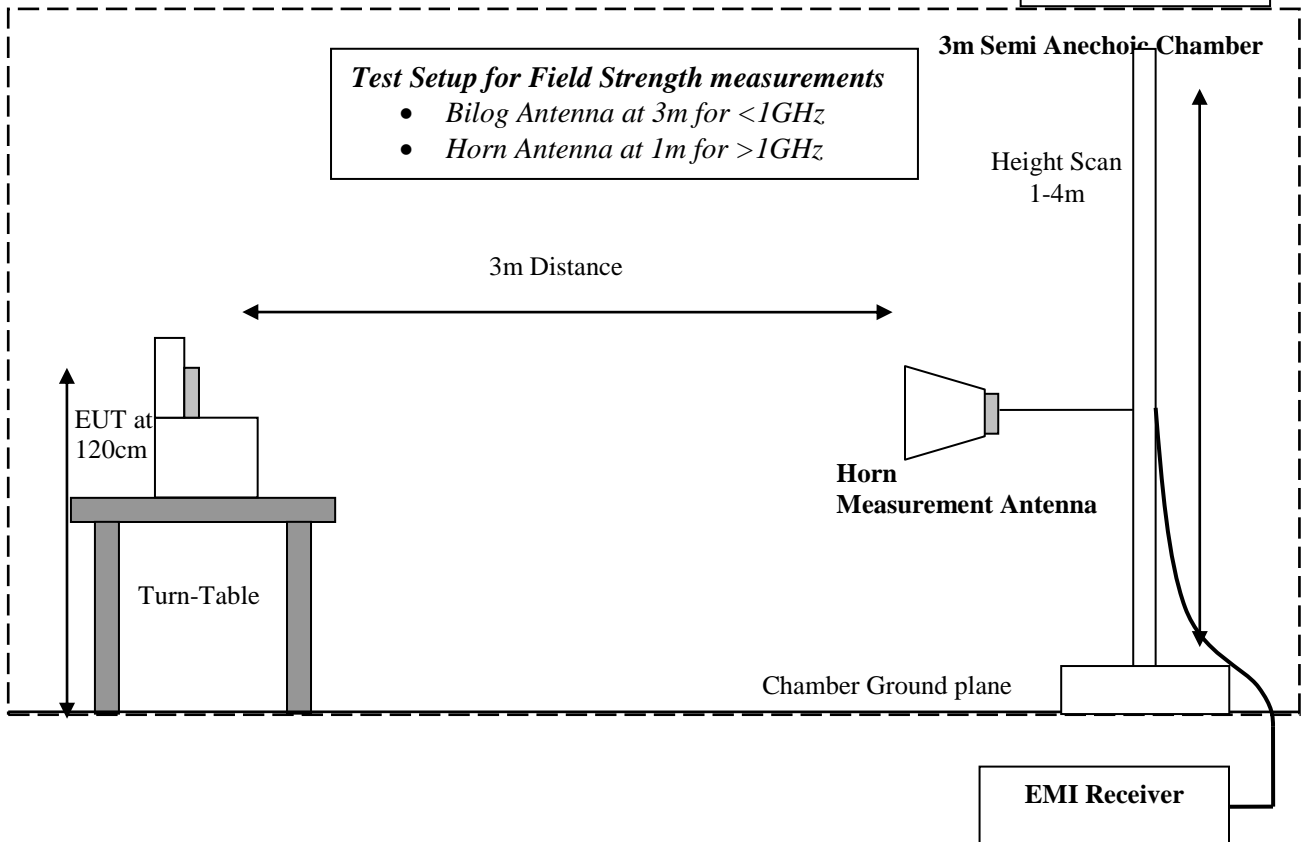 3m Semi Anechoic Chamber
Test Setup for Field Strength measurements
• Bilog Antenna at 3m for <1GHz
• Horn Antenna at 1m for >1GHz
Height Scan
1-4m
3m Distance
EUT at
120cm
Horn
Measurement Antenna
Turn-Table
Chamber Ground plane
EMI Receiver